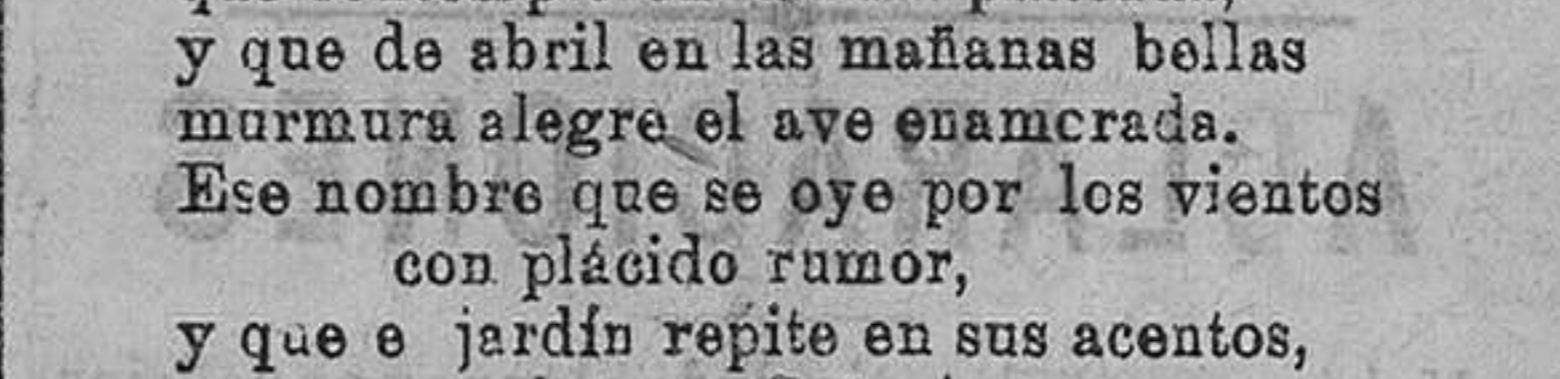 y que de abril en las mañanas bellas
murmura alegre el ave enamorada.
Ese nombre que se oye por los vientos
con plácido rumor,
y que e jardín repite en sus acentos,